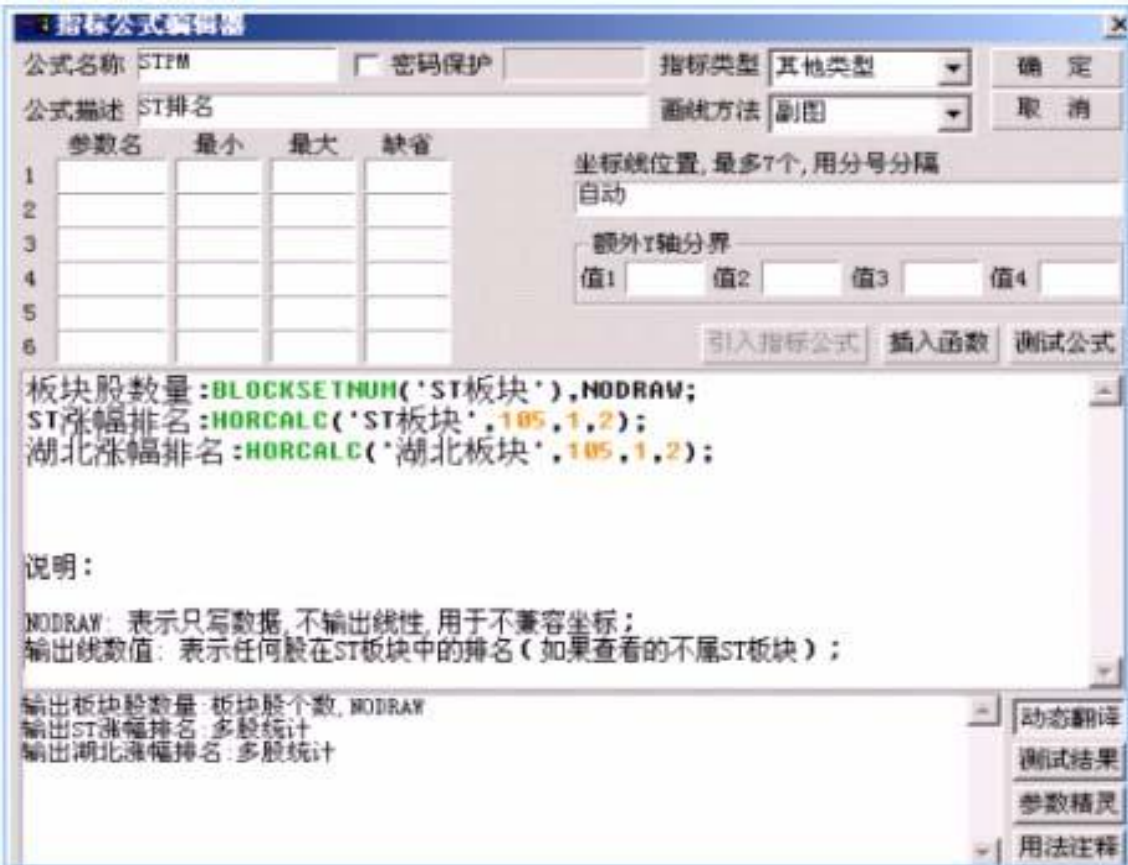 指标公式编辑器
公式名称 STPM 密码保护 指标类型 其他类型 确 定
公式描述 ST排名 画线方法 副图 取 消
参数名 最小 最大 缺省
坐标线位置,最多7个,用分号分隔
1
自动
2
3
额外Y轴分界
4
值1 值2 值3 值4
5
6
引入指标公式 插入函数 测试公式
板块股数量:BLOCKSETNUM('ST板块'),NODRAW;
ST涨幅排名:HORCALC('ST板块',105,1,2);
湖北涨幅排名:HORCALC('湖北板块',105,1,2);
说明:
NODRAW: 表示只写数据,不输出线性,用于不兼容坐标;
输出线数值: 表示任何股在ST板块中的排名(如果查看的不属ST板块);
输出板块股数量:板块股个数,NODRAW
输出ST涨幅排名:多股统计
输出湖北涨幅排名:多股统计
动态翻译
测试结果
参数精灵
用法注释